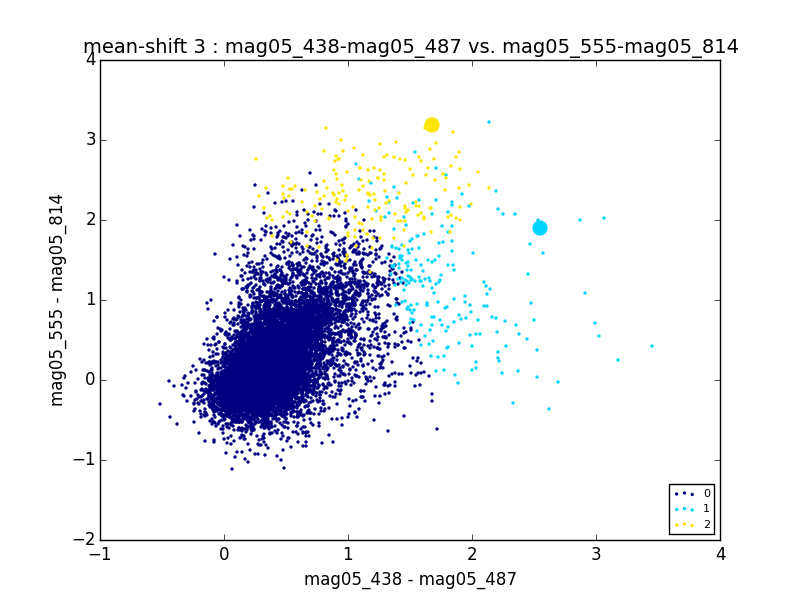 mean-shift 3 : mag05_438-mag05_487 vs. mag05_555-mag05_814
4
3
2
1
0
−1
−2
mag05_555 - mag05_814
−1 0 1 2 3 4
mag05_438 - mag05_487
0
1
2